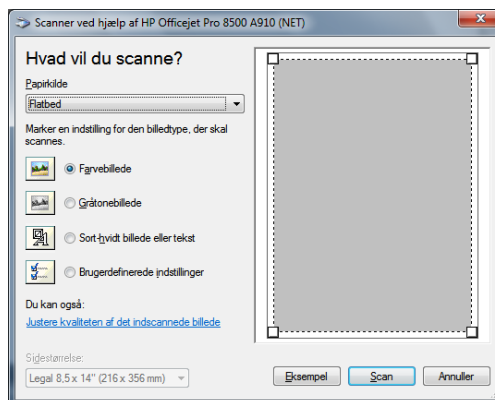 Scanner ved hjælp af HP Officejet Pro 8500 A910 (NET)
Hvad vil du scanne?
Papirkilde
Flatbed
Marker en indstilling for den billedtype, der skal
scannes.
Farvebillede
Gråtonebillede
Sort-hvidt billede eller tekst
Brugerdefinerede indstillinger
Du kan også:
Justere kvaliteten af det indscannede billede
Sidestørrelse:
Legal 8,5 x 14" (216 x 356 mm)
Eksempel
Scan
Annuller